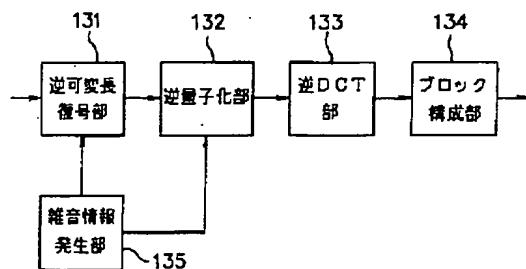 131
132
133
134
逆可変長
復号部
逆量子化部
逆DCT
部
ブロック
構成部
雑音情報
発生部
135